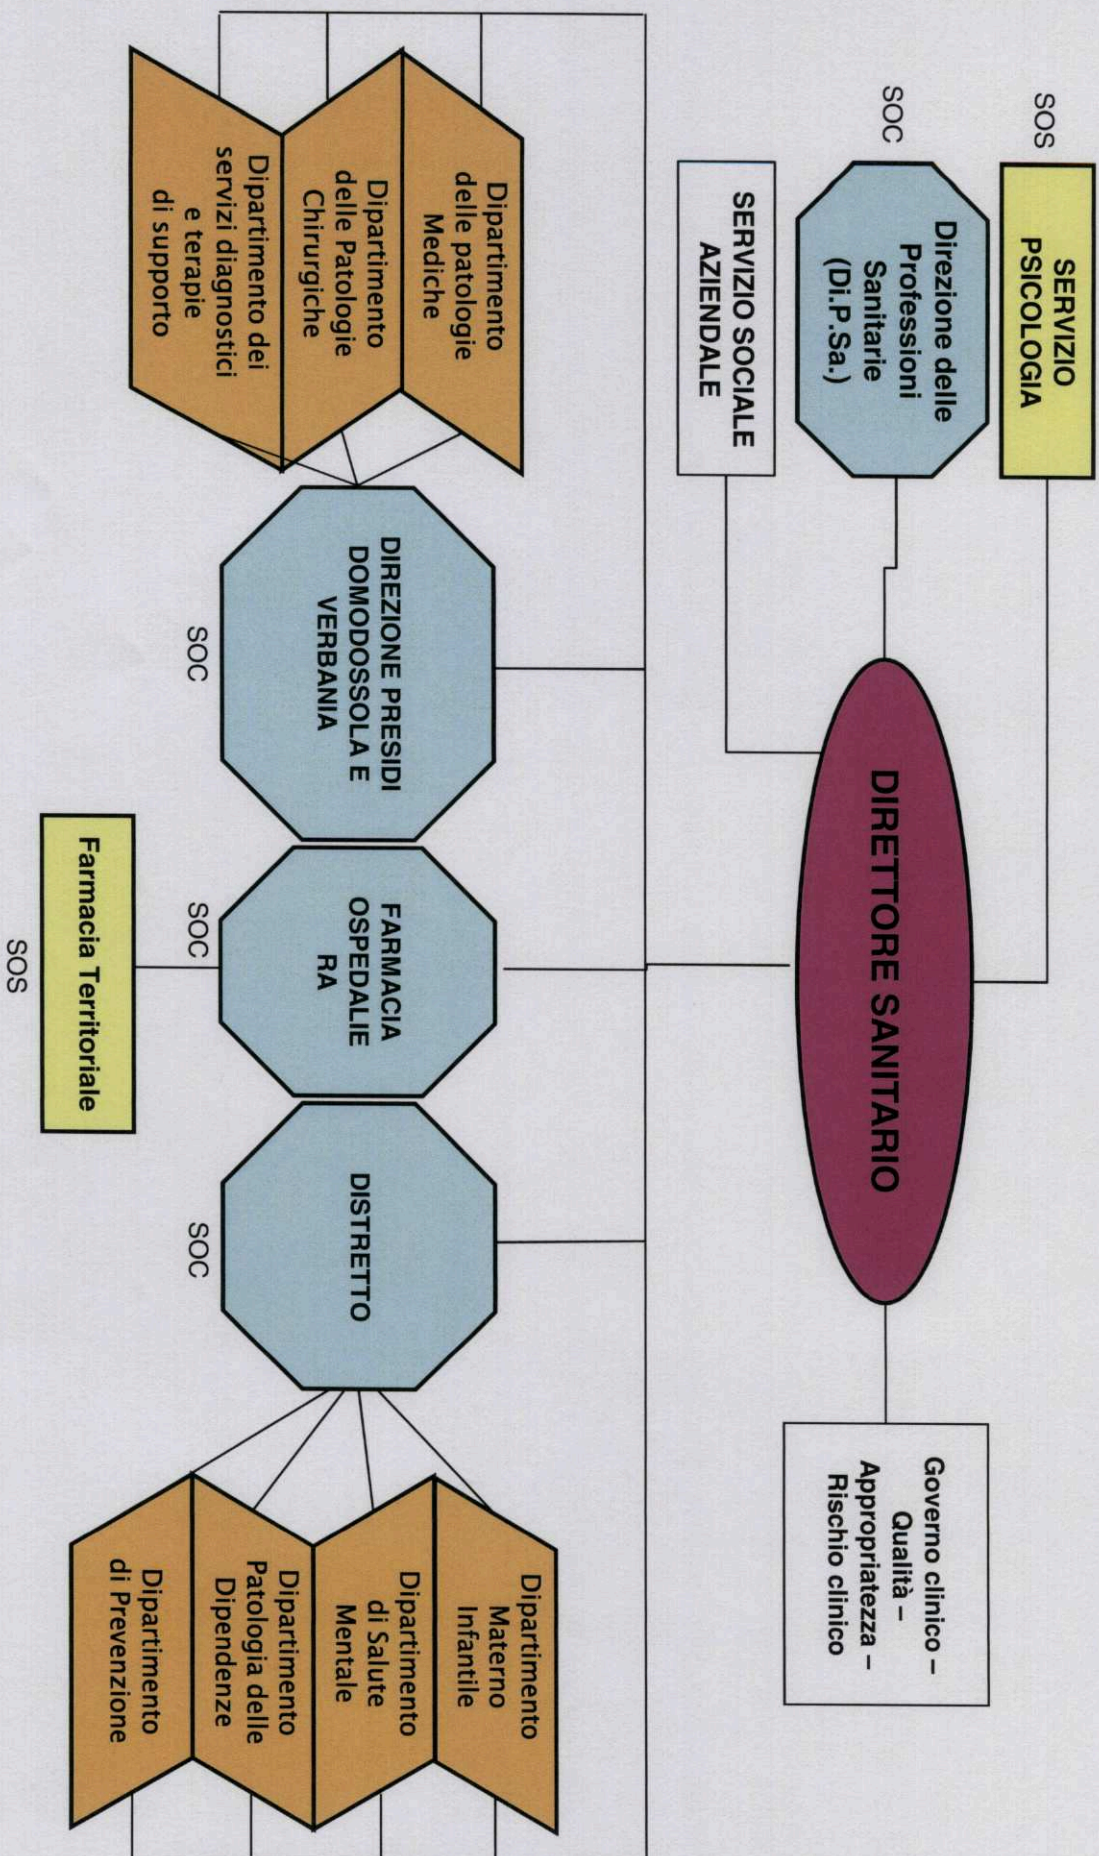 SOS
SERVIZIO
PSICOLOGIA
SOC
Direzione delle
Professioni
Sanitarie
(Di.P.Sa.)
SERVIZIO SOCIALE
AZIENDALE
DIRETTORE SANITARIO
Governo clinico –
Qualità –
Appropriatezza –
Rischio clinico
Dipartimento
delle patologie
Mediche
Dipartimento
delle Patologie
Chirurgiche
Dipartimento dei
servizi diagnostici
e terapie
di supporto
DIREZIONE PRESIDI
DOMODOSSOLA E
VERBANIA
SOC
FARMACIA
OSPEDALIE
RA
SOC
DISTRETTO
SOC
Dipartimento
Materno
Infantile
Dipartimento
di Salute
Mentale
Dipartimento
Patologia delle
Dipendenze
Dipartimento
di Prevenzione
Farmacia Territoriale
SOS